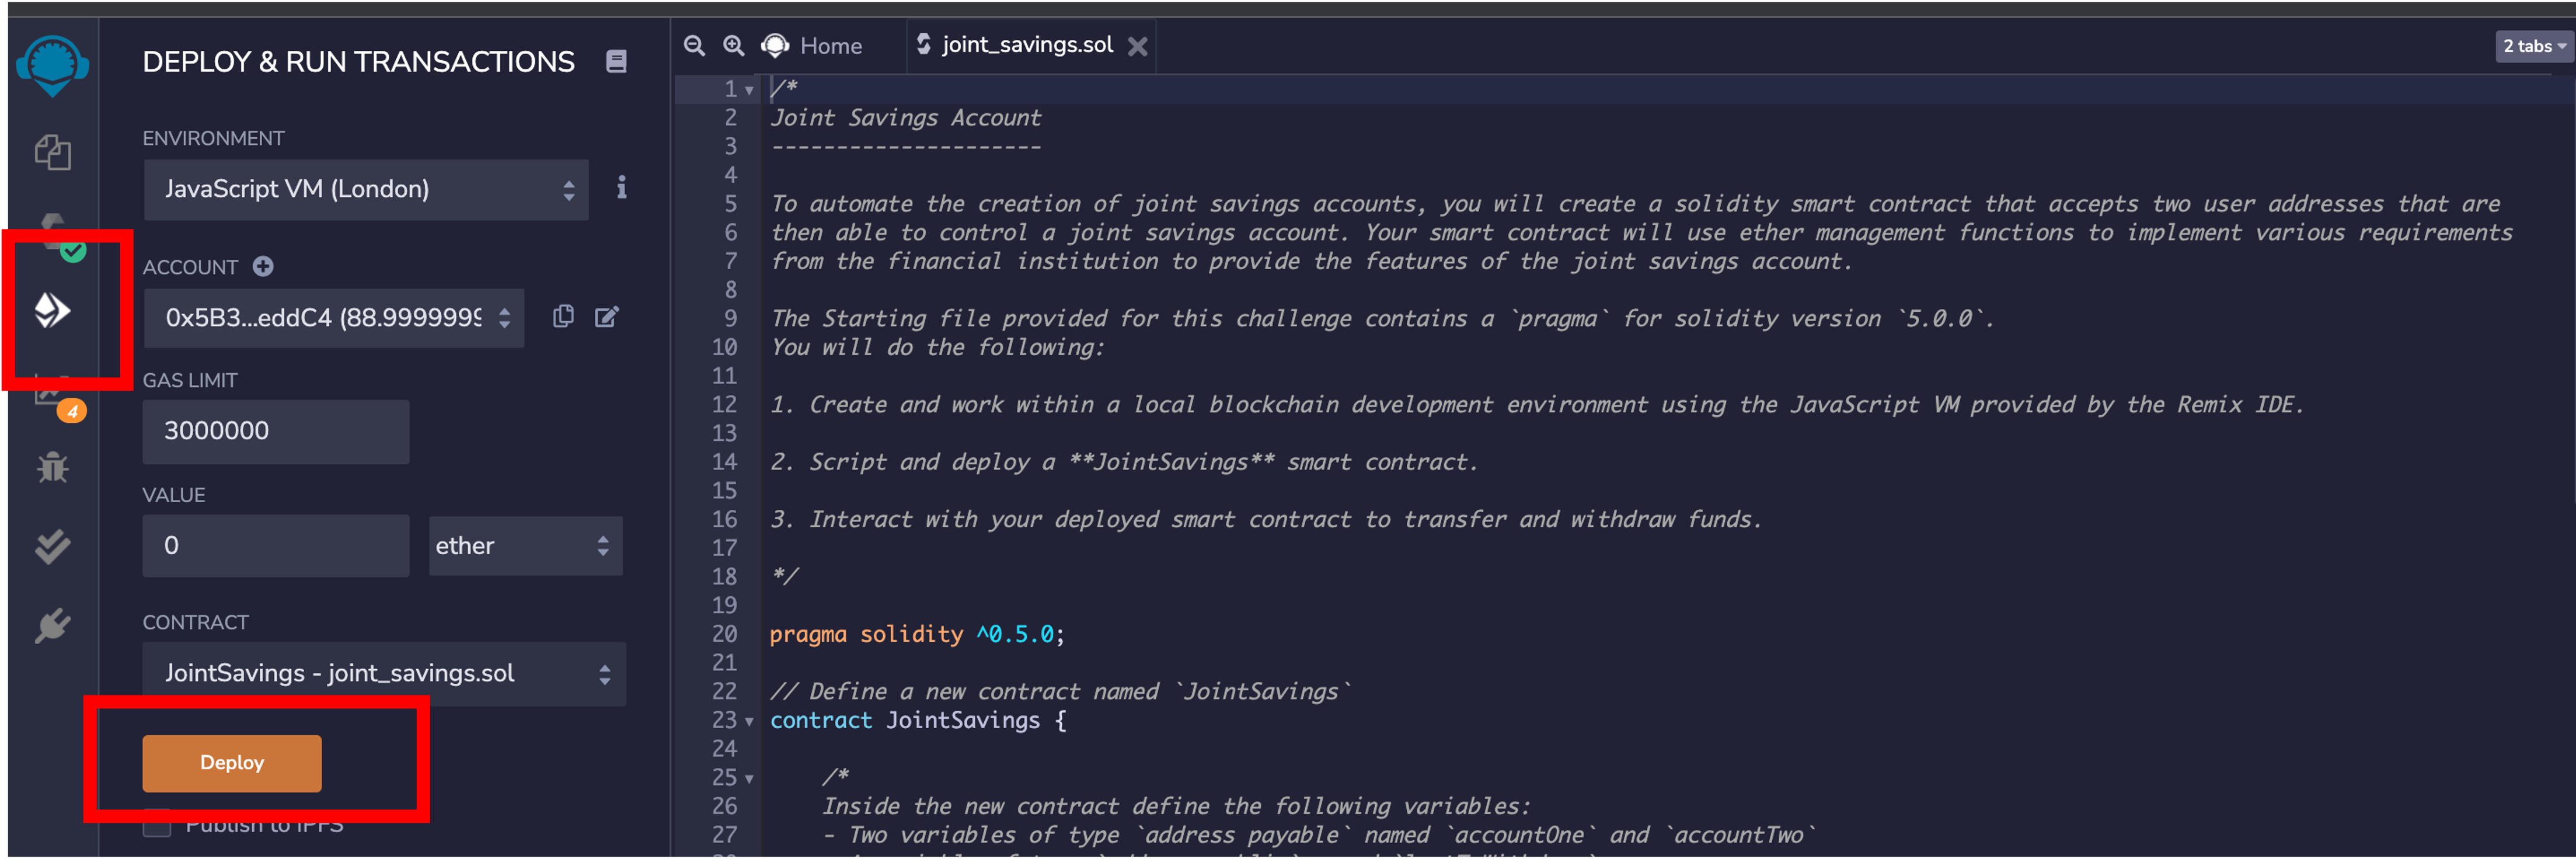 DEPLOY & RUN TRANSACTIONS
ENVIRONMENT
JavaScript VM (London)
i
ACCOUNT
0x5B3...eddC4 (88.9999999
GAS LIMIT
4
3000000
VALUE
0
ether
CONTRACT
JointSavings - joint_savings.sol
Deploy
Publish to IPFS
Home
joint_savings.sol
2 tabs
1 /*
2 Joint Savings Account
3 ---------------------
4
5 To automate the creation of joint savings accounts, you will create a solidity smart contract that accepts two user addresses that are
6 then able to control a joint savings account. Your smart contract will use ether management functions to implement various requirements
7 from the financial institution to provide the features of the joint savings account.
8
9 The Starting file provided for this challenge contains a `pragma` for solidity version `5.0.0`.
10 You will do the following:
11
12 1. Create and work within a local blockchain development environment using the JavaScript VM provided by the Remix IDE.
13
14 2. Script and deploy a **JointSavings** smart contract.
15
16 3. Interact with your deployed smart contract to transfer and withdraw funds.
17
18 */
19
20 pragma solidity ^0.5.0;
21
22 // Define a new contract named `JointSavings`
23 contract JointSavings {
24
25 /*
26 Inside the new contract define the following variables:
27 - Two variables of type `address payable` named `accountOne` and `accountTwo`